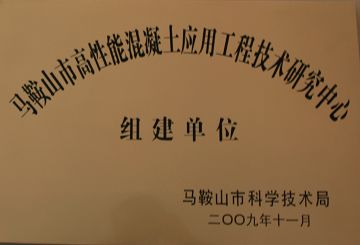 马鞍山市高性能混凝土应用工程技术研究中心
组建单位
马鞍山市科学技术局
二〇〇九年十一月